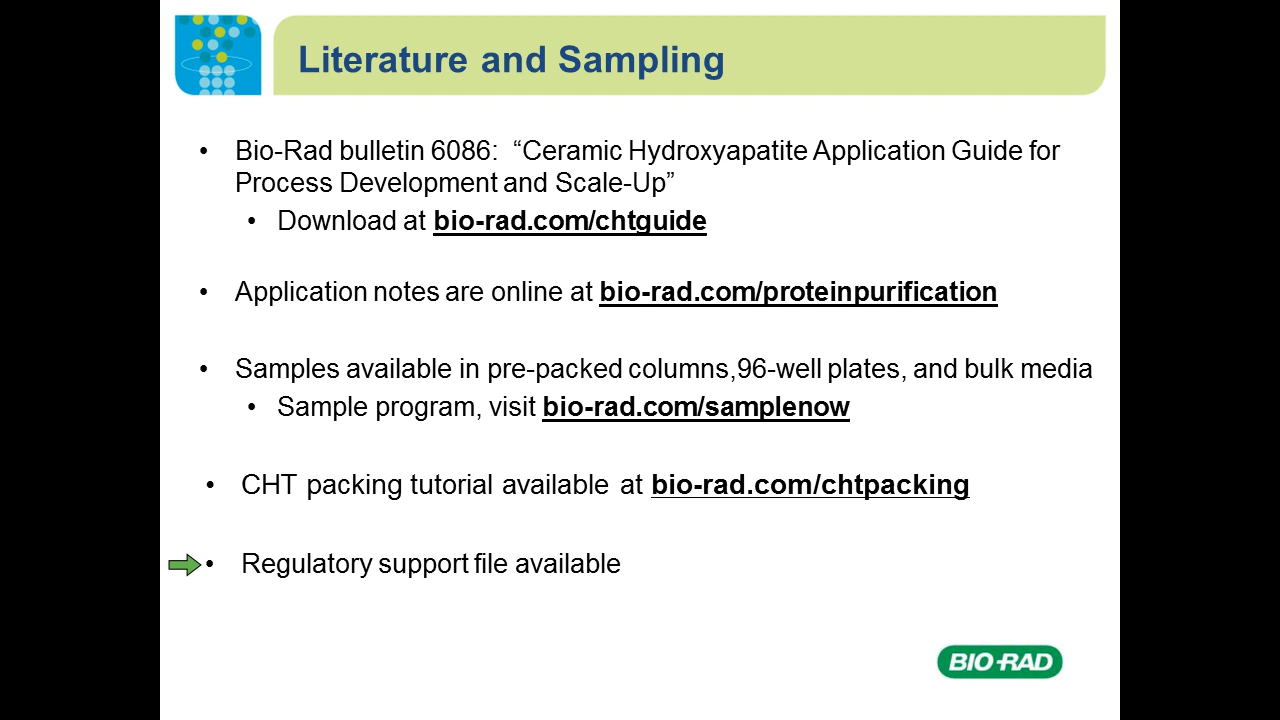 Literature and Sampling
• Bio-Rad bulletin 6086:  “Ceramic Hydroxyapatite Application Guide for
Process Development and Scale-Up”
• Download at bio-rad.com/chtguide
• Application notes are online at bio-rad.com/proteinpurification
• Samples available in pre-packed columns,96-well plates, and bulk media
• Sample program, visit bio-rad.com/samplenow
• CHT packing tutorial available at bio-rad.com/chtpacking
• Regulatory support file available
BIO-RAD